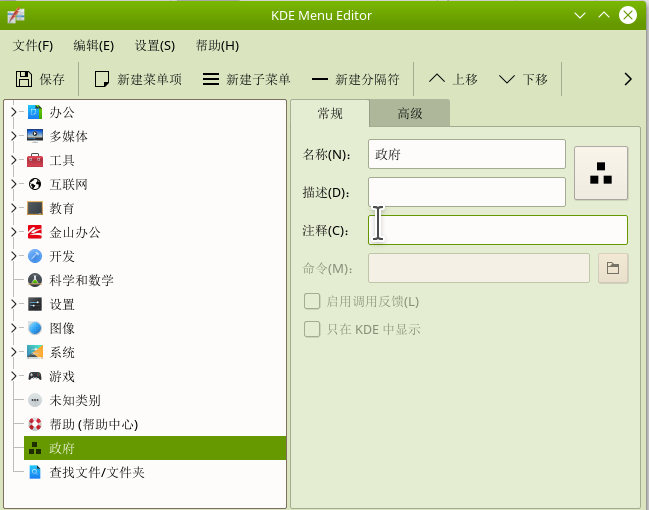 KDE Menu Editor
文件(F) 编辑(E) 设置(S) 帮助(H)
保存 新建菜单项 新建子菜单 新建分隔符 上移 下移
办公
多媒体
工具
互联网
教育
金山办公
开发
科学和数学
设置
图像
系统
游戏
未知类别
帮助 (帮助中心)
政府
查找文件/文件夹
常规 高级
名称(N): 政府
描述(D):
注释(C):
命令(M):
启用调用反馈(L)
只在 KDE 中显示